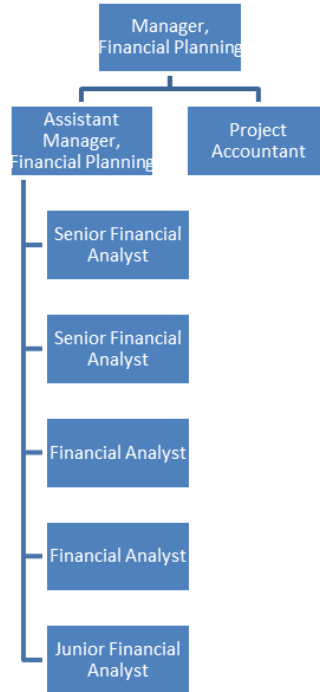 Manager,
Financial Planning
Assistant
Manager,
Financial Planning
Project
Accountant
Senior Financial
Analyst
Senior Financial
Analyst
Financial Analyst
Financial Analyst
Junior Financial
Analyst